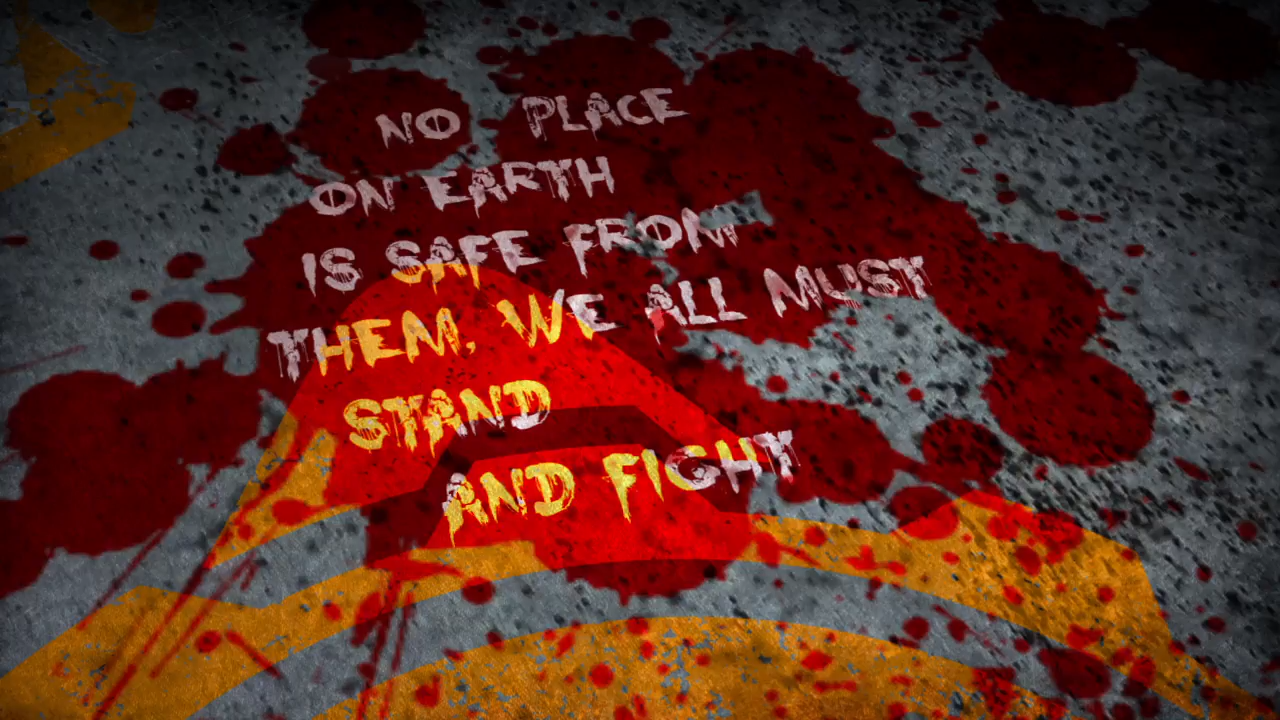 NO PLACE
ON EARTH
IS SAFE FROM
THEM. WE ALL MUST
STAND
AND FIGHT